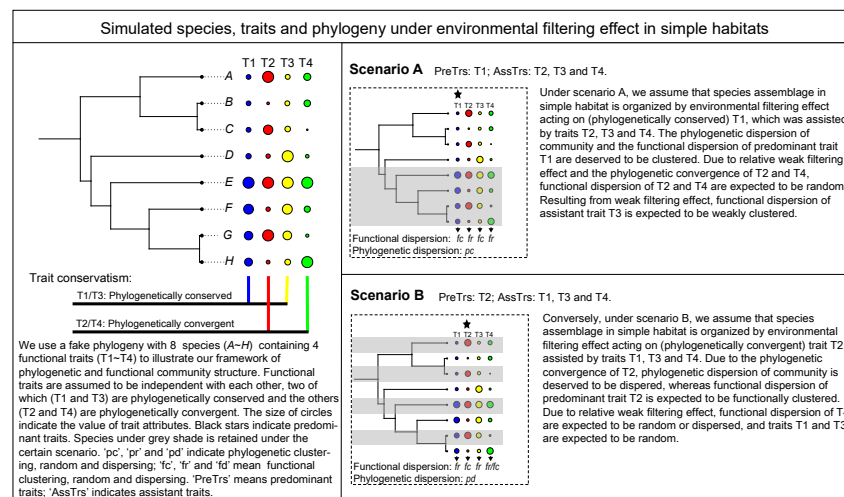 Simulated species, traits and phylogeny under environmental filtering effect in simple habitats
T1 T2 T3 T4
A
B
C
D
E
F
G
H
Trait conservatism:
T1/T3: Phylogenetically conserved
T2/T4: Phylogenetically convergent
We use a fake phylogeny with 8 species (A~H) containing 4
functional traits (T1~T4) to illustrate our framework of
phylogenetic and functional community structure. Functional
traits are assumed to be independent with each other, two of
which (T1 and T3) are phylogenetically conserved and the others
(T2 and T4) are phylogenetically convergent. The size of circles
indicate the value of trait attributes. Black stars indicate predomi-
nant traits. Species under grey shade is retained under the
certain scenario. 'pc', 'pr' and 'pd' indicate phylogenetic cluster-
ing, random and dispersing; 'fc', 'fr' and 'fd' mean functional
clustering, random and dispersing. 'PreTrs' means predominant
traits; 'AssTrs' indicates assistant traits.
Scenario A PreTrs: T1; AssTrs: T2, T3 and T4.
T1 T2 T3 T4
Functional dispersion: fc fr fc fr
Phylogenetic dispersion: pc
Under scenario A, we assume that species assemblage in
simple habitat is organized by environmental filtering effect
acting on (phylogenetically conserved) T1, which was assisted
by traits T2, T3 and T4. The phylogenetic dispersion of
community and the functional dispersion of predominant trait
T1 are deserved to be clustered. Due to relative weak filtering
effect and the phylogenetic convergence of T2 and T4,
functional dispersion of T2 and T4 are expected to be random.
Resulting from weak filtering effect, functional dispersion of
assistant trait T3 is expected to be weakly clustered.
Scenario B PreTrs: T2; AssTrs: T1, T3 and T4.
T1 T2 T3 T4
Functional dispersion: fr fc fr fr/fc
Phylogenetic dispersion: pd
Conversely, under scenario B, we assume that species
assemblage in simple habitat is organized by environmental
filtering effect acting on (phylogenetically convergent) trait T2
assisted by traits T1, T3 and T4. Due to the phylogenetic
convergence of T2, phylogenetic dispersion of community is
deserved to be dispered, whereas functional dispersion of
predominant trait T2 is expected to be functionally clustered.
Due to relative weak filtering effect, functional dispersion of T4
are expected to be random or dispersed, and traits T1 and T3
are expected to be random.